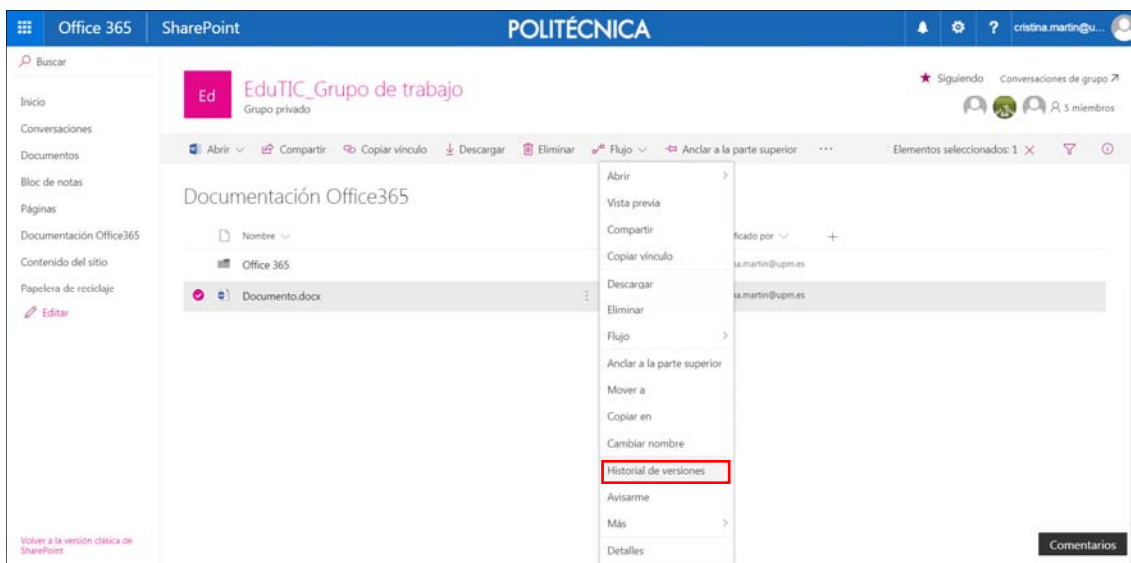 Office 365 SharePoint POLITÉCNICA ? cristina.martin@u...
Buscar
Inicio
Conversaciones
Documentos
Bloc de notas
Páginas
Documentación Office365
Contenido del sitio
Papelera de reciclaje
Editar
Volver a la versión clásica de
SharePoint
Ed
EduTIC_Grupo de trabajo
Grupo privado
Siguiendo Conversaciones de grupo
5 miembros
Abrir Compartir Copiar vínculo Descargar Eliminar Flujo Anclar a la parte superior ... Elementos seleccionados: 1
Documentación Office365
Nombre ficado por +
Office 365 na.martin@upm.es
Documento.docx na.martin@upm.es
Abrir
Vista previa
Compartir
Copiar vínculo
Descargar
Eliminar
Flujo
Anclar a la parte superior
Mover a
Copiar en
Cambiar nombre
Historial de versiones
Avisarme
Más
Detalles
Comentarios